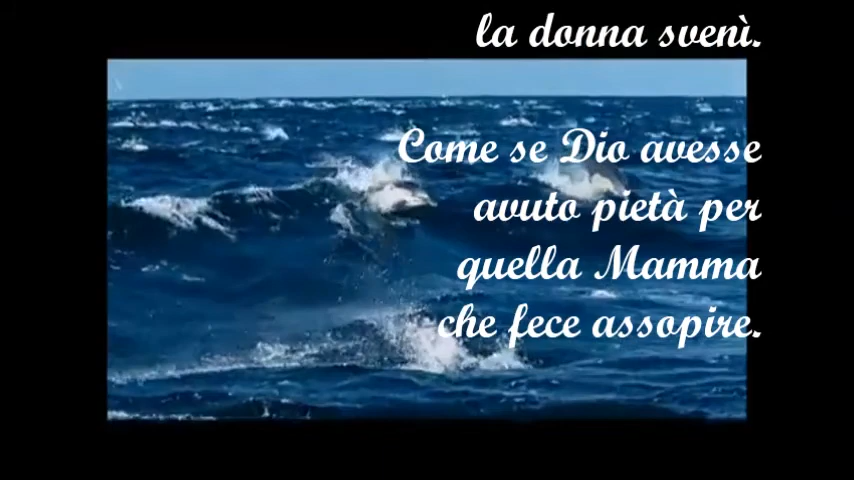 la donna svenì.
Come se Dio avesse
avuto pietà per
quella Mamma
che fece assopire.